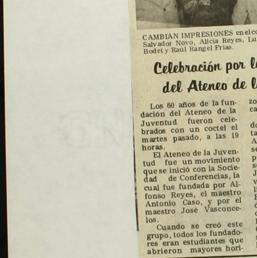 CAMBIAN IMPRESIONES en el co
Salvador Novo, Alicia Reyes, Lu
Bodet y Raúl Rangel Frías.
Celebración por l
del Ateneo de l
Los 60 años de la fun-
dación del Ateneo de la
Juventud fueron cele-
brados con un coctel el
martes pasado, a las 19
horas.
El Ateneo de la Juven-
tud fue un movimiento
que se inició con la Socie-
dad de Conferencias, la
cual fue fundada por Al-
fonso Reyes, el maestro
Antonio Caso, y por el
maestro José Vasconce-
los.
Cuando se creó este
grupo, todos los fundado-
res eran estudiantes que
abrieron mayores hori-